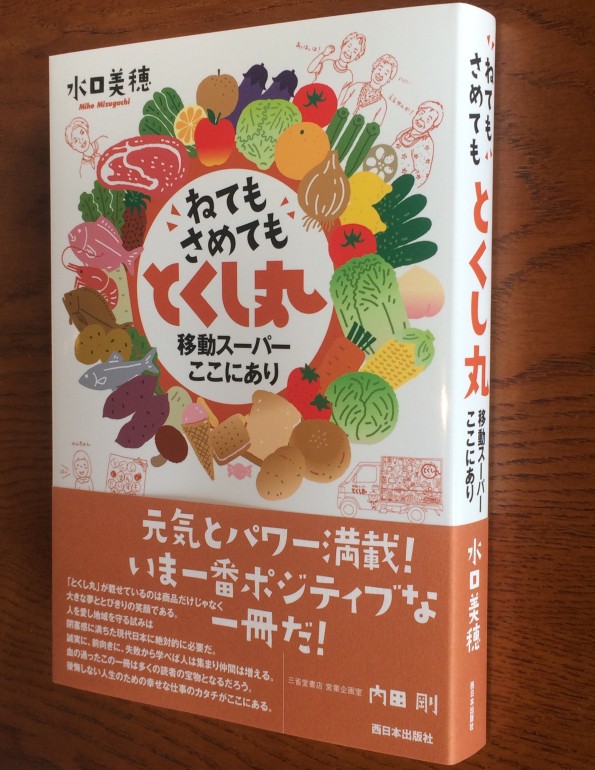 水口美穂
Miho Mizuguchi
ねても
さめても
とくし丸
移動スーパー
ここにあり
元気とパワー満載!
いま一番ポジティブな
一冊だ!
「とくし丸」が載せているのは商品だけじゃなく
大きな夢ととびきりの笑顔である。
人を愛し地域を守る試みは
閉塞感に満ちた現代日本に絶対的に必要だ。
誠実に、前向きに、失敗から学べば人は集まり仲間は増える。
血の通ったこの一冊は多くの読者の宝物となるだろう。
後悔しない人生のための幸せな仕事のカタチがここにある。
三省堂書店 営業企画室 内田 剛
西日本出版社
ねても
さめても
とくし丸
移動スーパー
ここにあり
水口美穂
西日本出版社